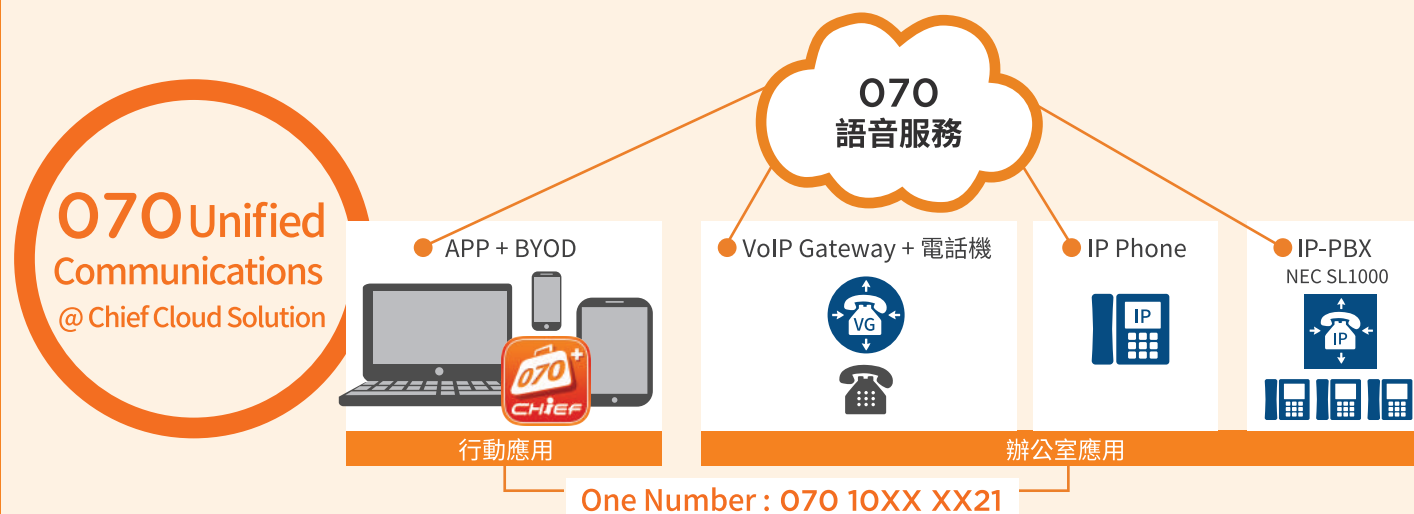 070
語音服務
070 Unified
Communications
@ Chief Cloud Solution
APP + BYOD
VoIP Gateway + 電話機
IP Phone
IP-PBX
NEC SL1000
VG
IP
IP
070+
CHIEF
行動應用
辦公室應用
One Number : 070 10XX XX21